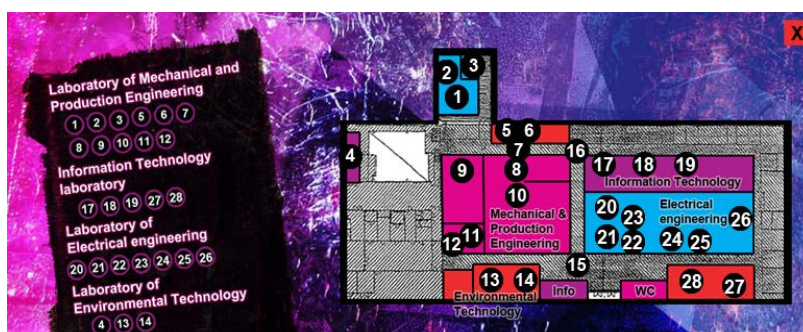 X
Laboratory of Mechanical and
Production Engineering
1 2 3 5 6 7
8 9 10 11 12
Information Technology
laboratory
17 18 19 27 28
Laboratory of
Electrical engineering
20 21 22 23 24 25 26
Laboratory of
Environmental Technology
4 13 14
2 3
1
5 6
4 7 16
9 8 17 18 19
Information Technology
10 20 Electrical
engineering
23 26
Mechanical &
Production
Engineering
12 11 21 22 24 25
15
13 14 28 27
Environmental
Technology
Info
WC